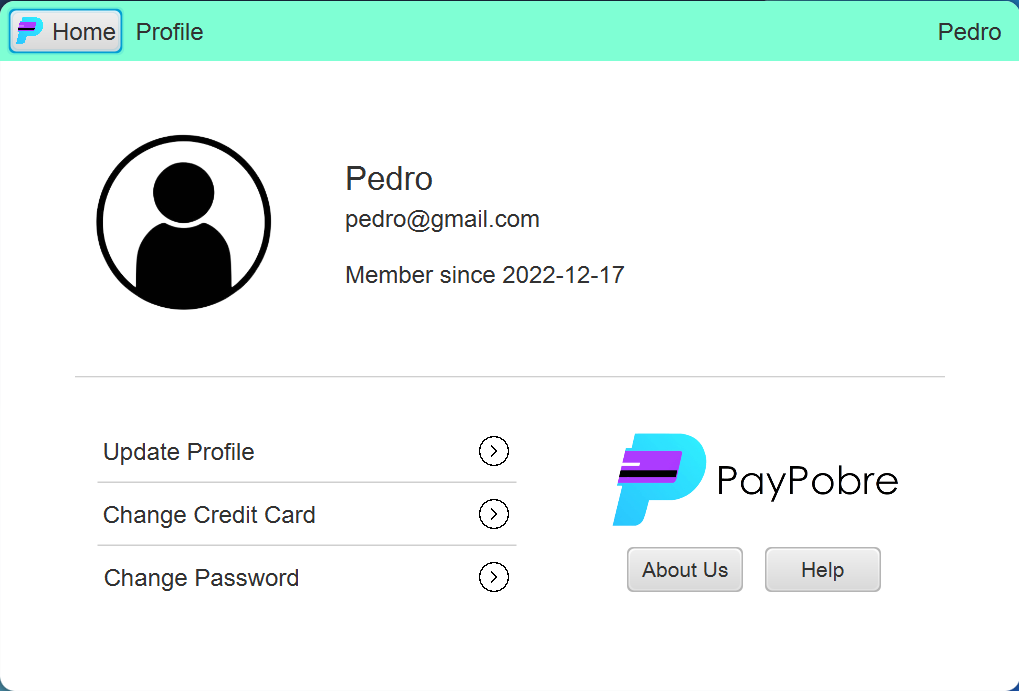 Home Profile Pedro
Pedro
pedro@gmail.com
Member since 2022-12-17
Update Profile
Change Credit Card
Change Password
PayPobre
About Us Help